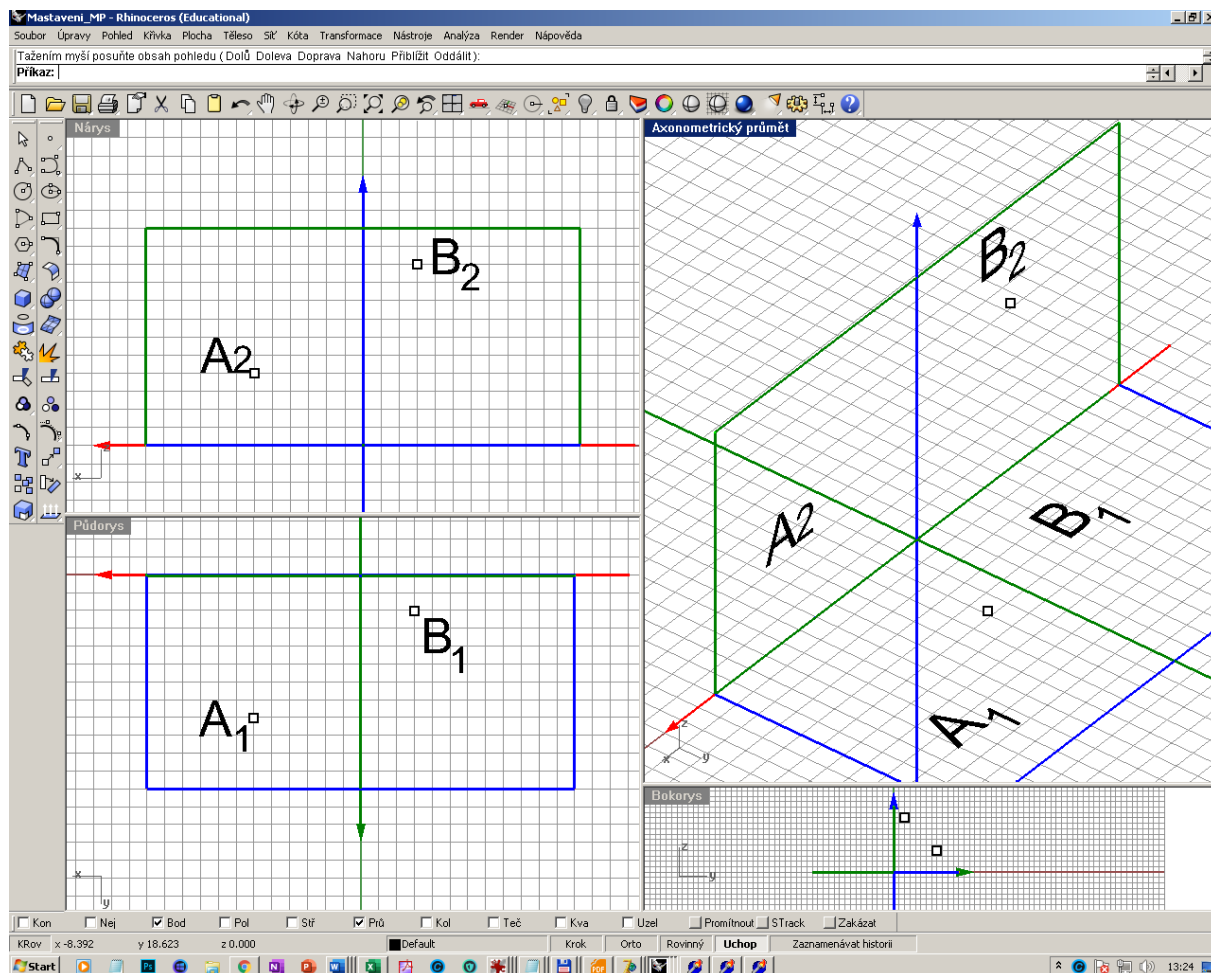 Mastaveni_MP - Rhinoceros (Educational)
Soubor Úpravy Pohled Křivka Plocha Těleso Síť Kóta Transformace Nástroje Analýza Render Nápověda
Tažením myší posuňte obsah pohledu ( Dolů Doleva Doprava Nahoru Přiblížit Oddálit ):
Příkaz:
Nárys
B2
A2
x
Axonometrický průmět
B2
A2
B1
A1
z
x
y
Půdorys
B1
A1
x
y
Bokorys
z
y
Kon Nej Bod Pol Stř Prů Kol Teč Kva Uzel Promítnout STrack Zakázat
KRov x -8.392 y 18.623 z 0.000 Default Krok Orto Rovinný Uchop Zaznamenávat historii
Start 13:24